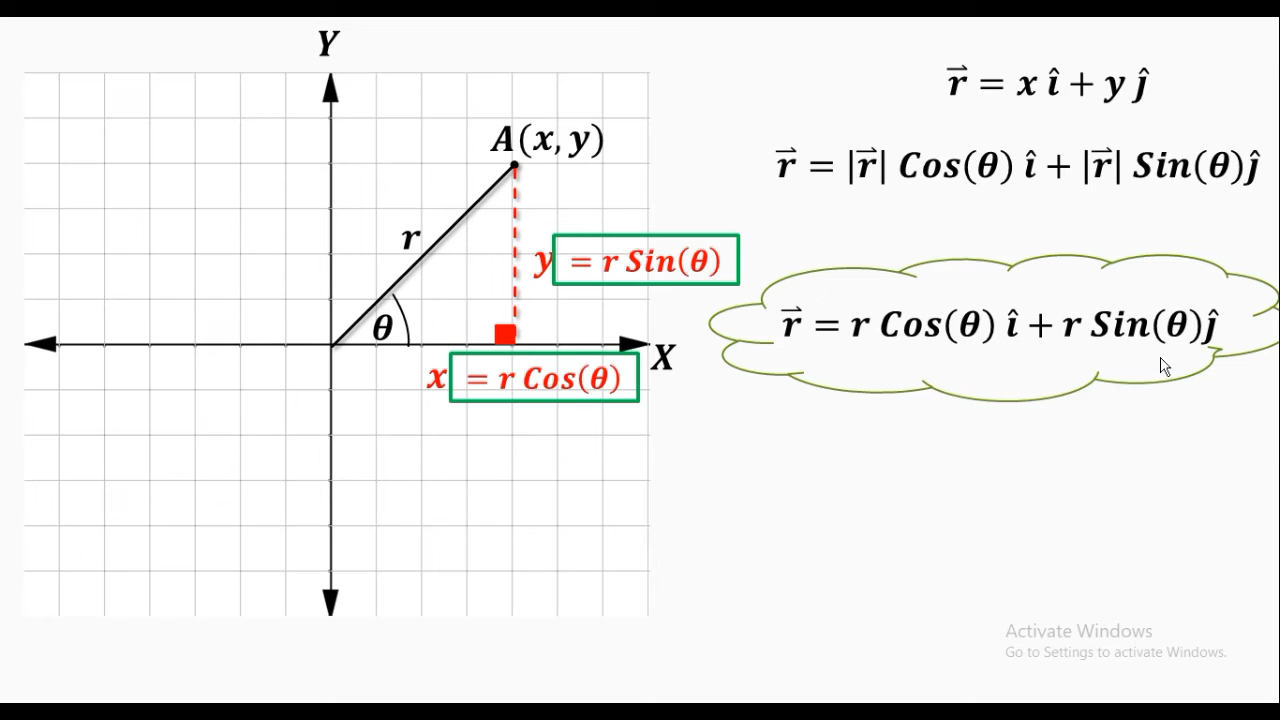 Y
A(x, y)
r
y = r Sin(θ)
θ
X
x = r Cos(θ)
r⃗ = x î + y ĵ
r⃗ = |r⃗| Cos(θ) î + |r⃗| Sin(θ)ĵ
r⃗ = r Cos(θ) î + r Sin(θ)ĵ
Activate Windows
Go to Settings to activate Windows.